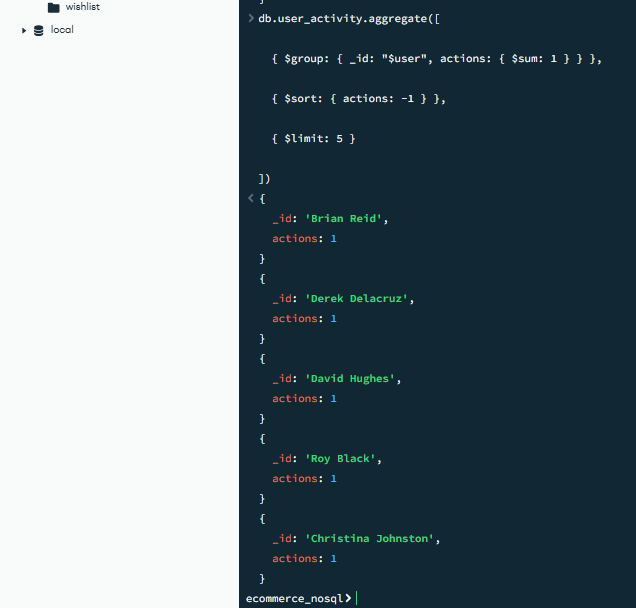 wishlist
local
}
db.user_activity.aggregate([
{ $group: { _id: "$user", actions: { $sum: 1 } } },
{ $sort: { actions: -1 } },
{ $limit: 5 }
])
{
_id: 'Brian Reid',
actions: 1
}
{
_id: 'Derek Delacruz',
actions: 1
}
{
_id: 'David Hughes',
actions: 1
}
{
_id: 'Roy Black',
actions: 1
}
{
_id: 'Christina Johnston',
actions: 1
}
ecommerce_nosql>